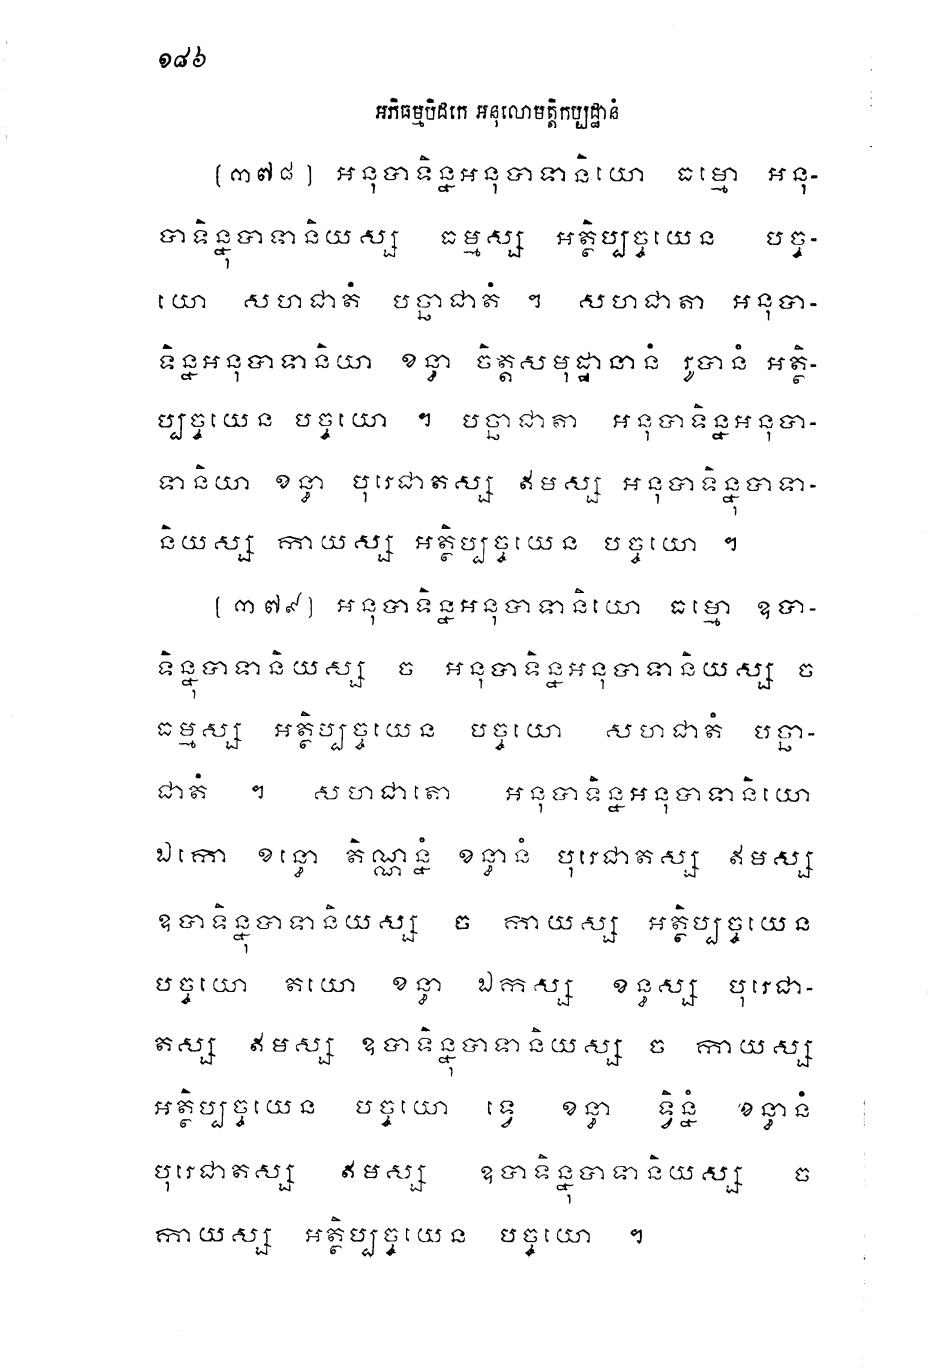 ១៨៦
អភិធម្មបិដកេ អនុលោមត្តិកប្បដ្ឋានំ
[៣៧៨] អនុបាទិន្នអនុបាទានិយោ ធម្មោ អនុ-
បាទិន្នុបាទានិយស្ស ធម្មស្ស អត្ថិប្បច្ចយេន បច្ច-
យោ សហជាតំ បច្ឆាជាតំ ។ សហជាតា អនុបា-
ទិន្នអនុបាទានិយា ខន្ធា ចិត្តសមុដ្ឋានានំ រូបានំ អត្ថិ-
ប្បច្ចយេន បច្ចយោ ។ បច្ឆាជាតា អនុបាទិន្នអនុបា-
ទានិយា ខន្ធា បុរេជាតស្ស ឥមស្ស អនុបាទិន្នុបាទា-
និយស្ស កាយស្ស អត្ថិប្បច្ចយេន បច្ចយោ ។
[៣៧៩] អនុបាទិន្នអនុបាទានិយោ ធម្មោ ឧបា-
ទិន្នុបាទានិយស្ស ច អនុបាទិន្នអនុបាទានិយស្ស ច
ធម្មស្ស អត្ថិប្បច្ចយេន បច្ចយោ សហជាតំ បច្ឆា-
ជាតំ ។ សហជាតោ អនុបាទិន្នអនុបាទានិយោ
ឯកោ ខន្ធោ តិណ្ណន្នំ ខន្ធានំ បុរេជាតស្ស ឥមស្ស
ឧបាទិន្នុបាទានិយស្ស ច កាយស្ស អត្ថិប្បច្ចយេន
បច្ចយោ តយោ ខន្ធា ឯកស្ស ខន្ធស្ស បុរេជា-
តស្ស ឥមស្ស ឧបាទិន្នុបាទានិយស្ស ច កាយស្ស
អត្ថិប្បច្ចយេន បច្ចយោ ទ្វេ ខន្ធា ទ្វិន្នំ ខន្ធានំ
បុរេជាតស្ស ឥមស្ស ឧបាទិន្នុបាទានិយស្ស ច
កាយស្ស អត្ថិប្បច្ចយេន បច្ចយោ ។